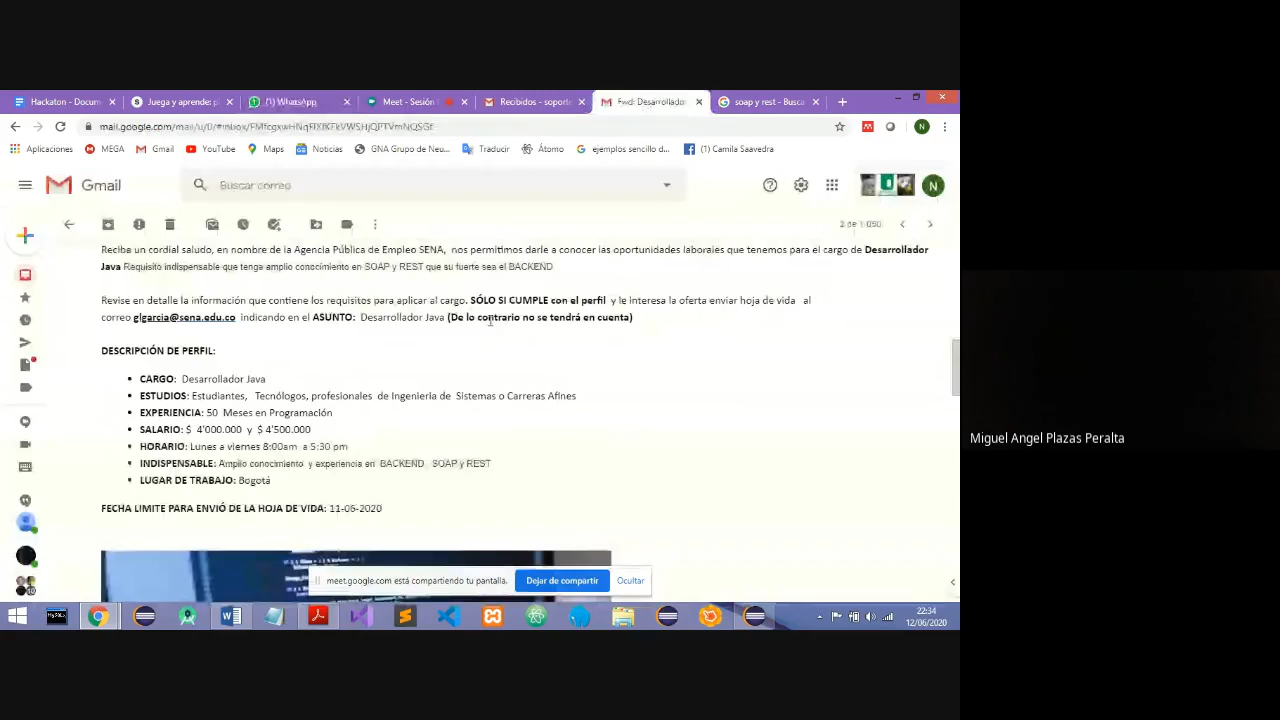 Hackaton - Docum
Juega y aprende: pl
(1) WhatsApp
Meet - Sesión
Recibidos - soporte
Fwd: Desarrollador
soap y rest - Busca
Aplicaciones
MEGA
Gmail
YouTube
Maps
Noticias
GNA Grupo de Neu...
Traducir
Átomo
ejemplos sencillo d...
(1) Camila Saavedra
N
Gmail
Buscar correo
N
2 de 1.090
Reciba un cordial saludo, en nombre de la Agencia Pública de Empleo SENA, nos permitimos darle a conocer las oportunidades laborales que tenemos para el cargo de Desarrollador
Java Requisito indispensable que tenga amplio conocimiento en SOAP y REST que su fuerte sea el BACKEND
Revise en detalle la información que contiene los requisitos para aplicar al cargo. SÓLO SI CUMPLE con el perfil y le interesa la oferta enviar hoja de vida al
correo glgarcia@sena.edu.co indicando en el ASUNTO: Desarrollador Java (De lo contrario no se tendrá en cuenta)
DESCRIPCIÓN DE PERFIL:
• CARGO: Desarrollador Java
• ESTUDIOS: Estudiantes, Tecnólogos, profesionales de Ingeniería de Sistemas o Carreras Afines
• EXPERIENCIA: 50 Meses en Programación
• SALARIO: $ 4'000.000 y $ 4'500.000
• HORARIO: Lunes a viernes 8:00am a 5:30 pm
• INDISPENSABLE: Amplio conocimiento y experiencia en BACKEND SOAP y REST
• LUGAR DE TRABAJO: Bogotá
FECHA LIMITE PARA ENVIÓ DE LA HOJA DE VIDA: 11-06-2020
meet.google.com está compartiendo tu pantalla.
Dejar de compartir
Ocultar
22:34
12/06/2020
Miguel Angel Plazas Peralta